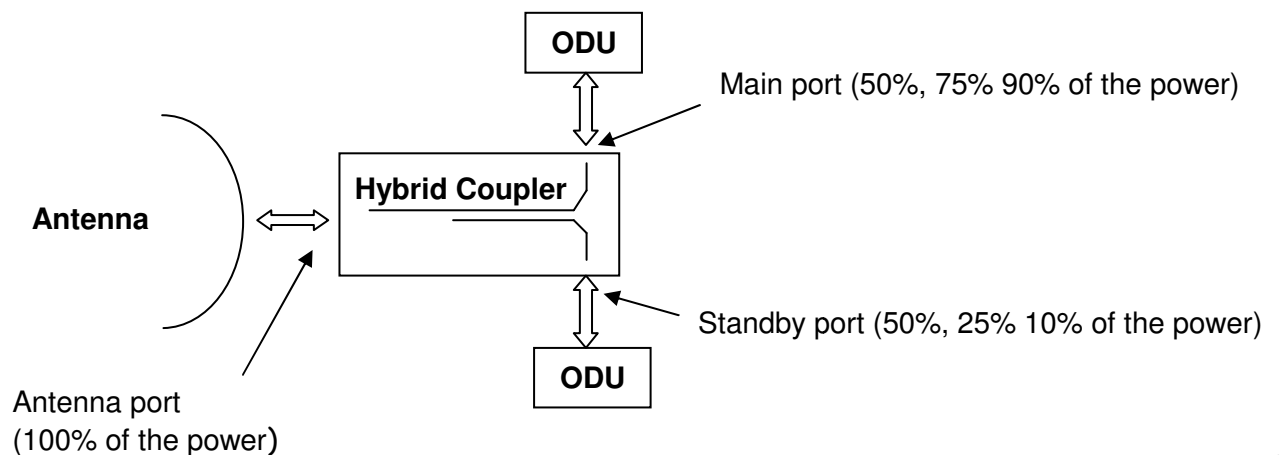 ODU
Main port (50%, 75% 90% of the power)
Hybrid Coupler
Antenna
Standby port (50%, 25% 10% of the power)
ODU
Antenna port
(100% of the power)